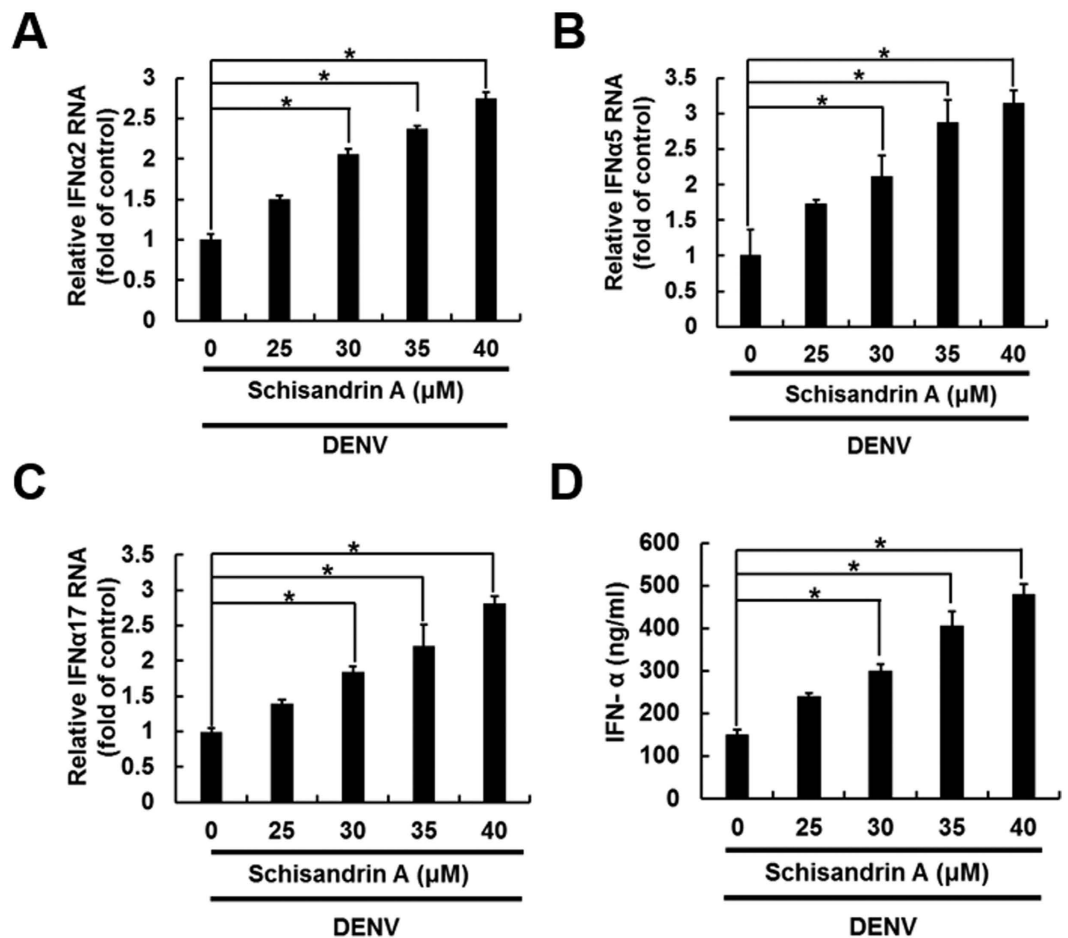 A
Relative IFNα2 RNA
(fold of control)
3
2.5
2
1.5
1
0.5
0
*
*
*
0 25 30 35 40
Schisandrin A (μM)
DENV
B
Relative IFNα5 RNA
(fold of control)
3.5
3
2.5
2
1.5
1
0.5
0
*
*
*
0 25 30 35 40
Schisandrin A (μM)
DENV
C
Relative IFNα17 RNA
(fold of control)
3.5
3
2.5
2
1.5
1
0.5
0
*
*
*
0 25 30 35 40
Schisandrin A (μM)
DENV
D
IFN- α (ng/ml)
600
500
400
300
200
100
0
*
*
*
0 25 30 35 40
Schisandrin A (μM)
DENV